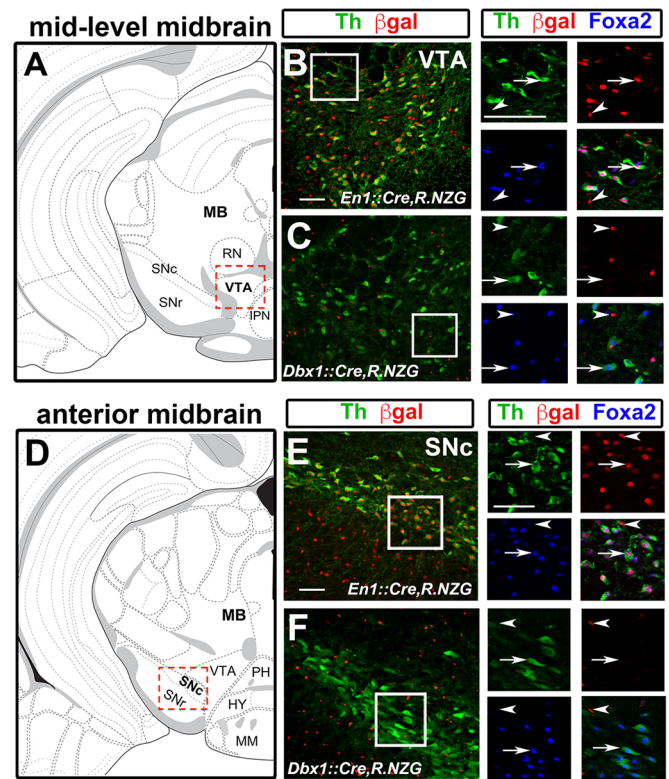 mid-level midbrain
Th βgal
Th βgal Foxa2
A
MB
RN
SNc
VTA
SNr
IPN
B
VTA
En1::Cre,R.NZG
C
Dbx1::Cre,R.NZG
anterior midbrain
Th βgal
Th βgal Foxa2
D
MB
VTA
PH
SNc
SNr
HY
MM
E
SNc
En1::Cre,R.NZG
F
Dbx1::Cre,R.NZG